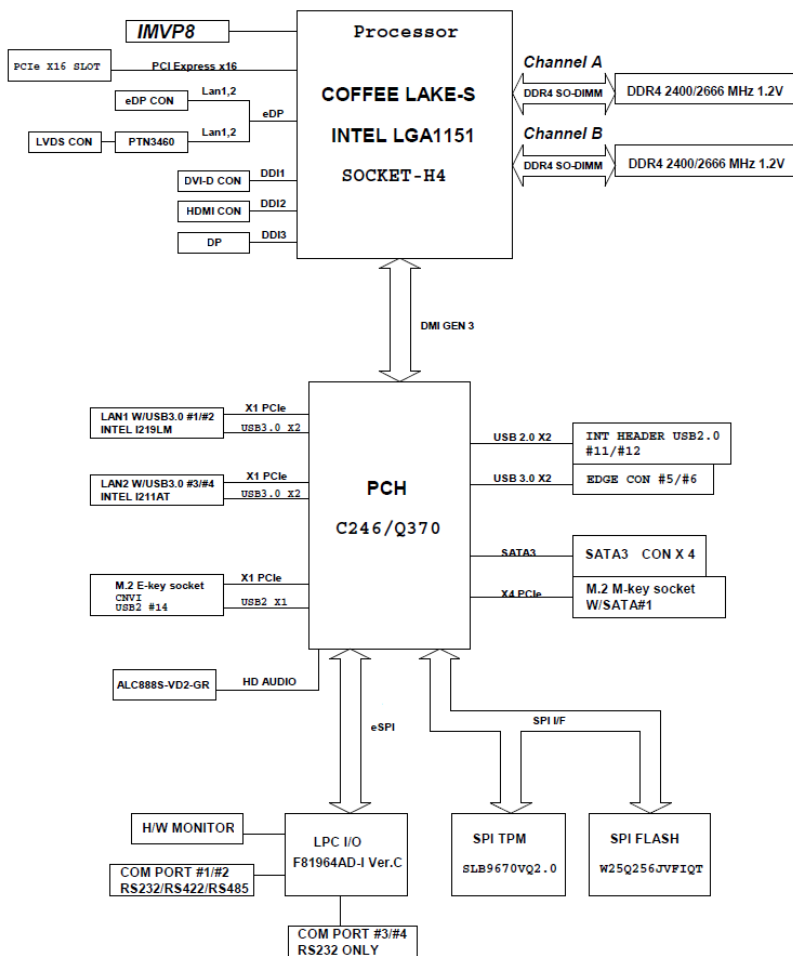 IMVP8
Processor
PCIe X16 SLOT
PCI Express x16
COFFEE LAKE-S
INTEL LGA1151
SOCKET-H4
eDP CON
Lan1,2
eDP
LVDS CON
PTN3460
Lan1,2
DVI-D CON
DDI1
HDMI CON
DDI2
DP
DDI3
Channel A
DDR4 SO-DIMM
DDR4 2400/2666 MHz 1.2V
Channel B
DDR4 SO-DIMM
DDR4 2400/2666 MHz 1.2V
DMI GEN 3
LAN1 W/USB3.0 #1/#2
INTEL I219LM
X1 PCIe
USB3.0 X2
LAN2 W/USB3.0 #3/#4
INTEL I211AT
X1 PCIe
USB3.0 X2
M.2 E-key socket
CNVI
USB2 #14
X1 PCIe
USB2 X1
PCH
C246/Q370
USB 2.0 X2
INT HEADER USB2.0
#11/#12
USB 3.0 X2
EDGE CON #5/#6
SATA3
SATA3 CON X 4
X4 PCIe
M.2 M-key socket
W/SATA#1
ALC888S-VD2-GR
HD AUDIO
eSPI
SPI I/F
H/W MONITOR
COM PORT #1/#2
RS232/RS422/RS485
LPC I/O
F81964AD-I Ver.C
COM PORT #3/#4
RS232 ONLY
SPI TPM
SLB9670VQ2.0
SPI FLASH
W25Q256JVFIQT